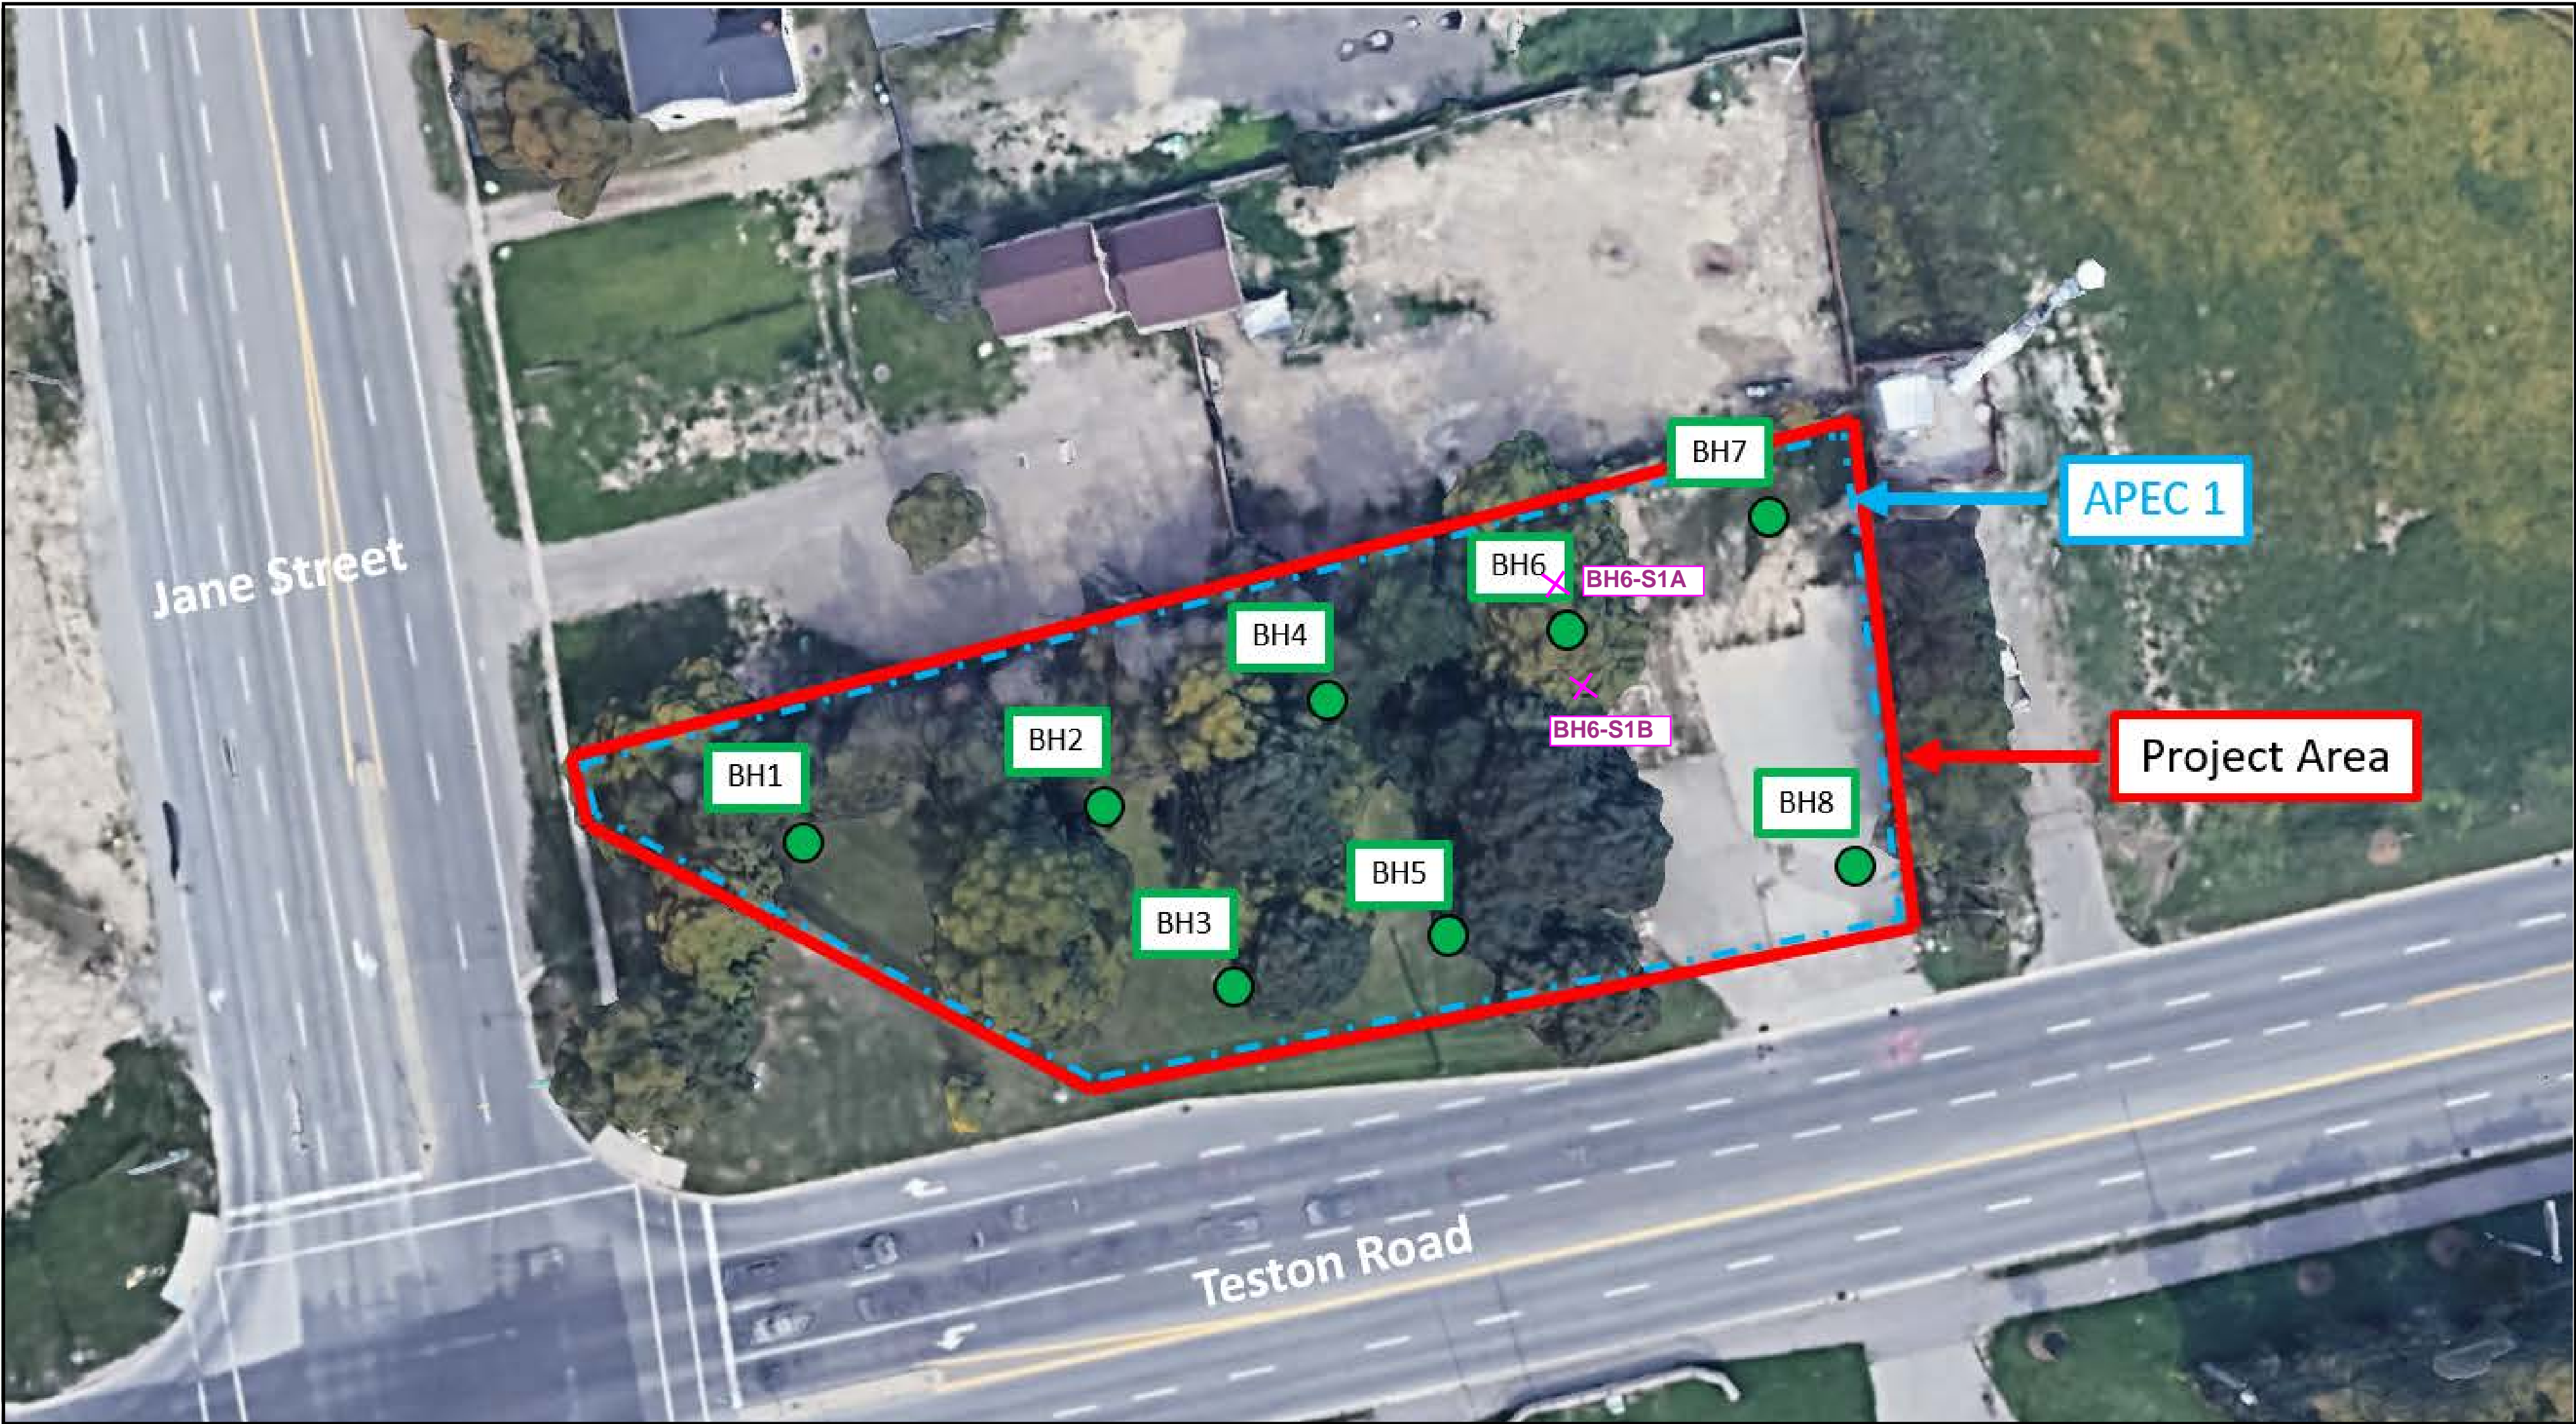 BH7
APEC 1
Jane Street
BH6
BH6-S1A
BH4
BH6-S1B
BH2
Project Area
BH1
BH8
BH5
BH3
Teston Road